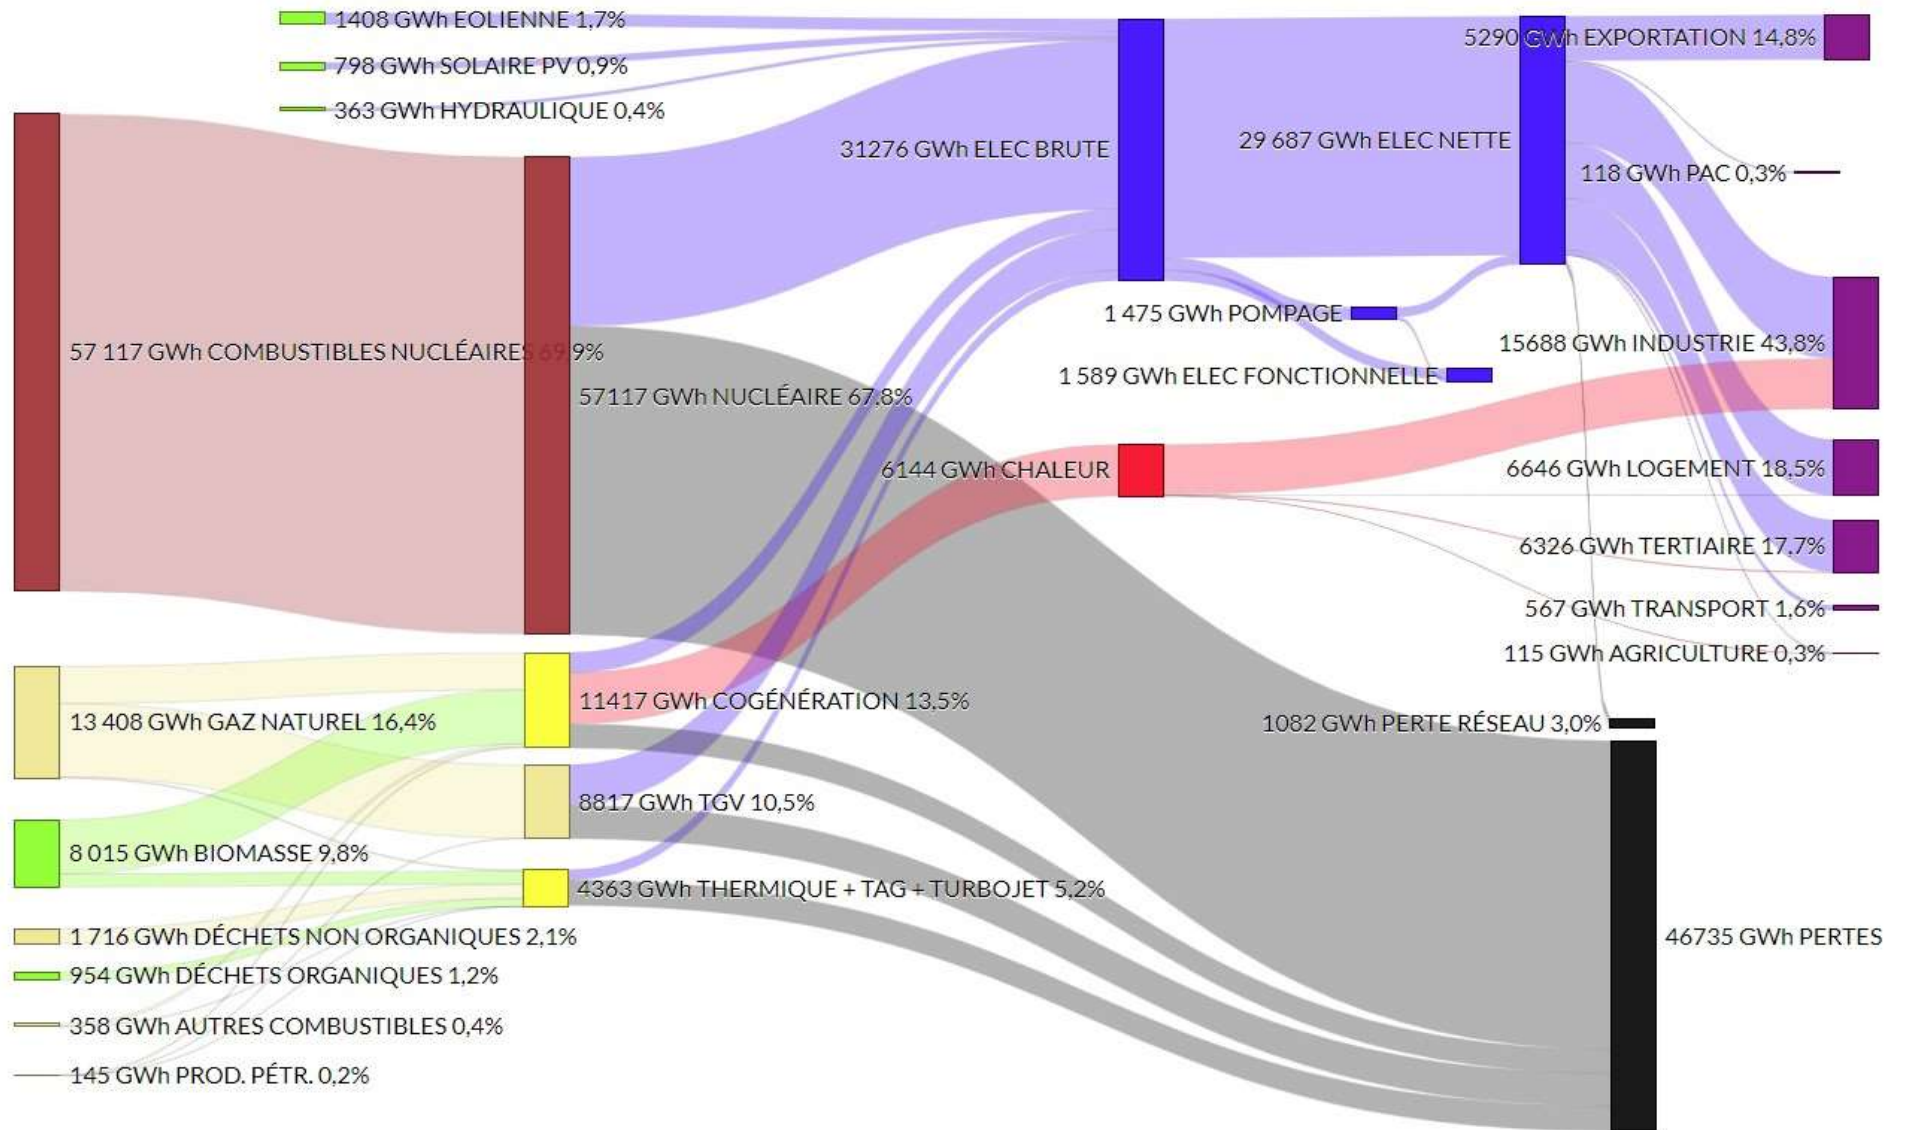 1408 GWh EOLIENNE 1,7%
798 GWh SOLAIRE PV 0,9%
363 GWh HYDRAULIQUE 0,4%
57 117 GWh COMBUSTIBLES NUCLÉAIRES 69,9%
13 408 GWh GAZ NATUREL 16,4%
8 015 GWh BIOMASSE 9,8%
1 716 GWh DÉCHETS NON ORGANIQUES 2,1%
954 GWh DÉCHETS ORGANIQUES 1,2%
358 GWh AUTRES COMBUSTIBLES 0,4%
145 GWh PROD. PÉTR. 0,2%
57117 GWh NUCLÉAIRE 67,8%
11417 GWh COGÉNÉRATION 13,5%
8817 GWh TGV 10,5%
4363 GWh THERMIQUE + TAG + TURBOJET 5,2%
31276 GWh ELEC BRUTE
6144 GWh CHALEUR
29 687 GWh ELEC NETTE
1 475 GWh POMPAGE
1 589 GWh ELEC FONCTIONNELLE
5290 GWh EXPORTATION 14,8%
118 GWh PAC 0,3%
15688 GWh INDUSTRIE 43,8%
6646 GWh LOGEMENT 18,5%
6326 GWh TERTIAIRE 17,7%
567 GWh TRANSPORT 1,6%
115 GWh AGRICULTURE 0,3%
1082 GWh PERTE RÉSEAU 3,0%
46735 GWh PERTES